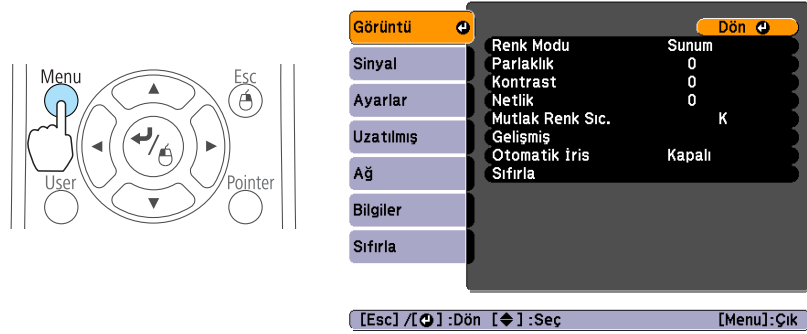 Menu
Esc
User
Pointer
Görüntü
Sinyal
Ayarlar
Uzatılmış
Ağ
Bilgiler
Sıfırla
Dön
Renk Modu Sunum
Parlaklık 0
Kontrast 0
Netlik 0
Mutlak Renk Sıc. K
Gelişmiş
Otomatik İris Kapalı
Sıfırla
[Esc] /[ ] :Dön [ ] :Seç [Menu]:Çık